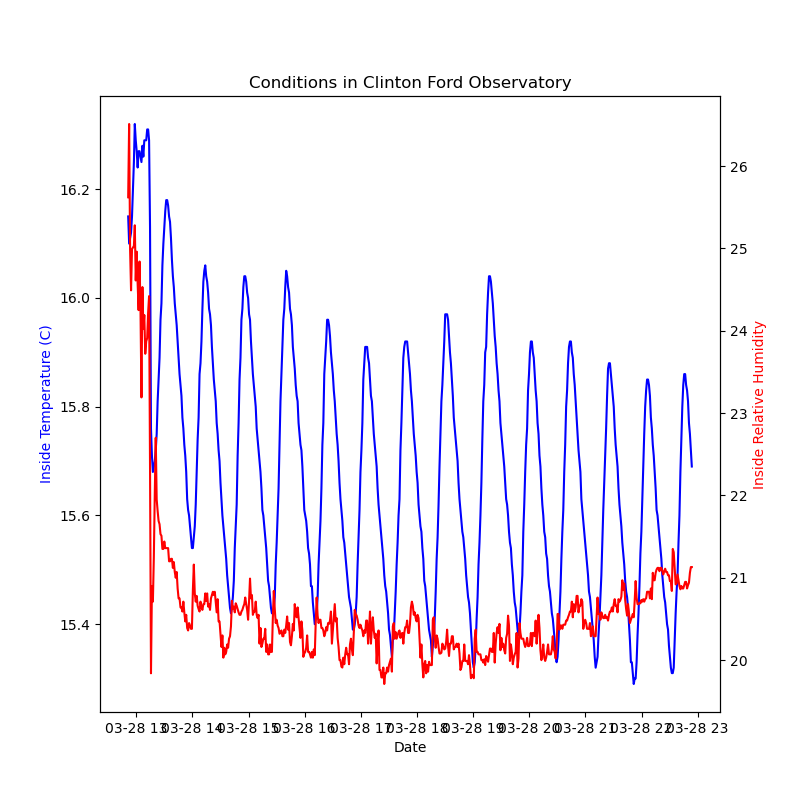 Conditions in Clinton Ford Observatory
Inside Temperature (C)
16.2
16.0
15.8
15.6
15.4
26
25
24
23
22
21
20
Inside Relative Humidity
03-28 13 03-28 14 03-28 15 03-28 16 03-28 17 03-28 18 03-28 19 03-28 20 03-28 21 03-28 22 03-28 23
Date